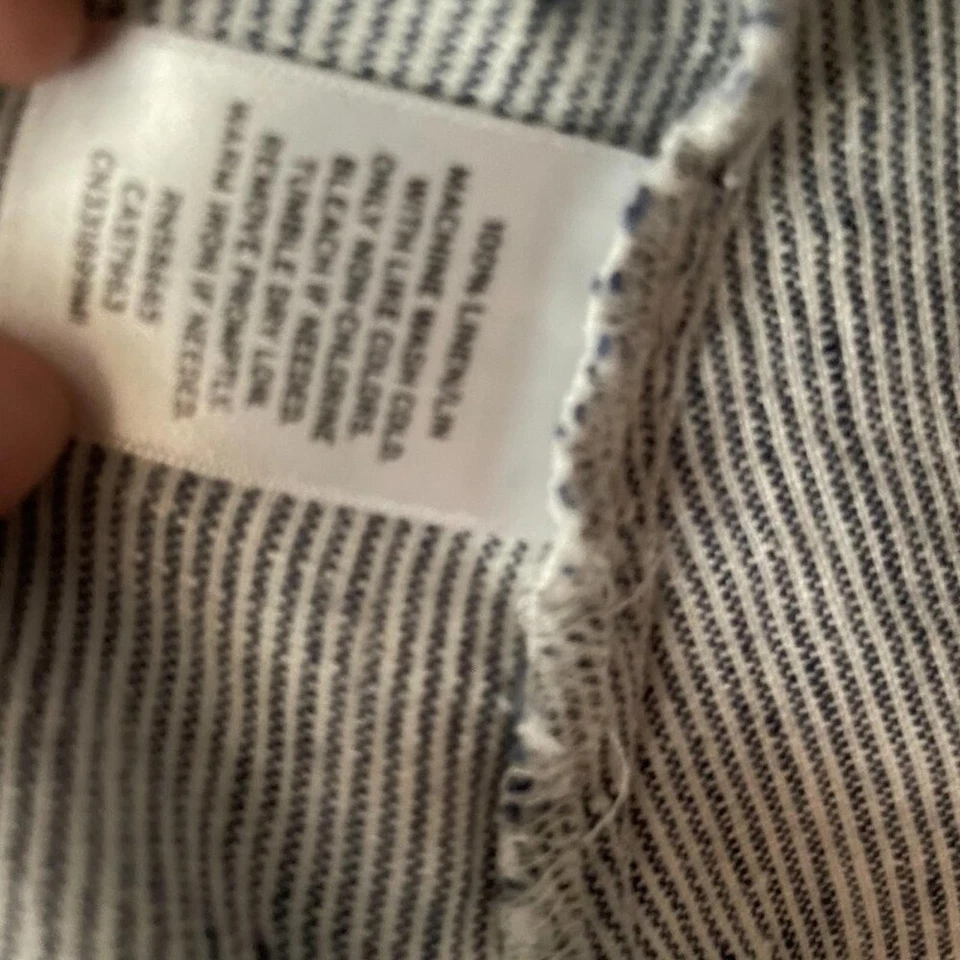 100% LINEN/LIN
MACHINE WASH COLD
WITH LIKE COLORS.
ONLY NON-CHLORINE
BLEACH IF NEEDED.
TUMBLE DRY LOW.
REMOVE PROMPTLY.
WARM IRON IF NEEDED.